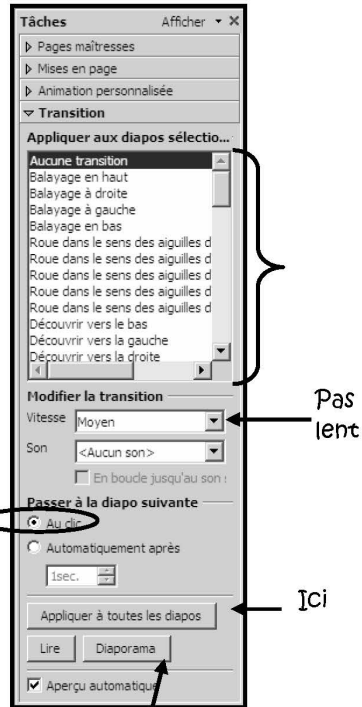 Tâches Afficher
Pages maîtresses
Mises en page
Animation personnalisée
Transition
Appliquer aux diapos sélectio...
Aucune transition
Balayage en haut
Balayage à droite
Balayage à gauche
Balayage en bas
Roue dans le sens des aiguilles d
Roue dans le sens des aiguilles d
Roue dans le sens des aiguilles d
Roue dans le sens des aiguilles d
Roue dans le sens des aiguilles d
Découvrir vers le bas
Découvrir vers la gauche
Découvrir vers la droite
Modifier la transition
Vitesse Moyen
Pas
lent
Son <Aucun son>
En boucle jusqu'au son s
Passer à la diapo suivante
Au clic
Automatiquement après
1sec.
Appliquer à toutes les diapos
Ici
Lire Diaporama
Aperçu automatique